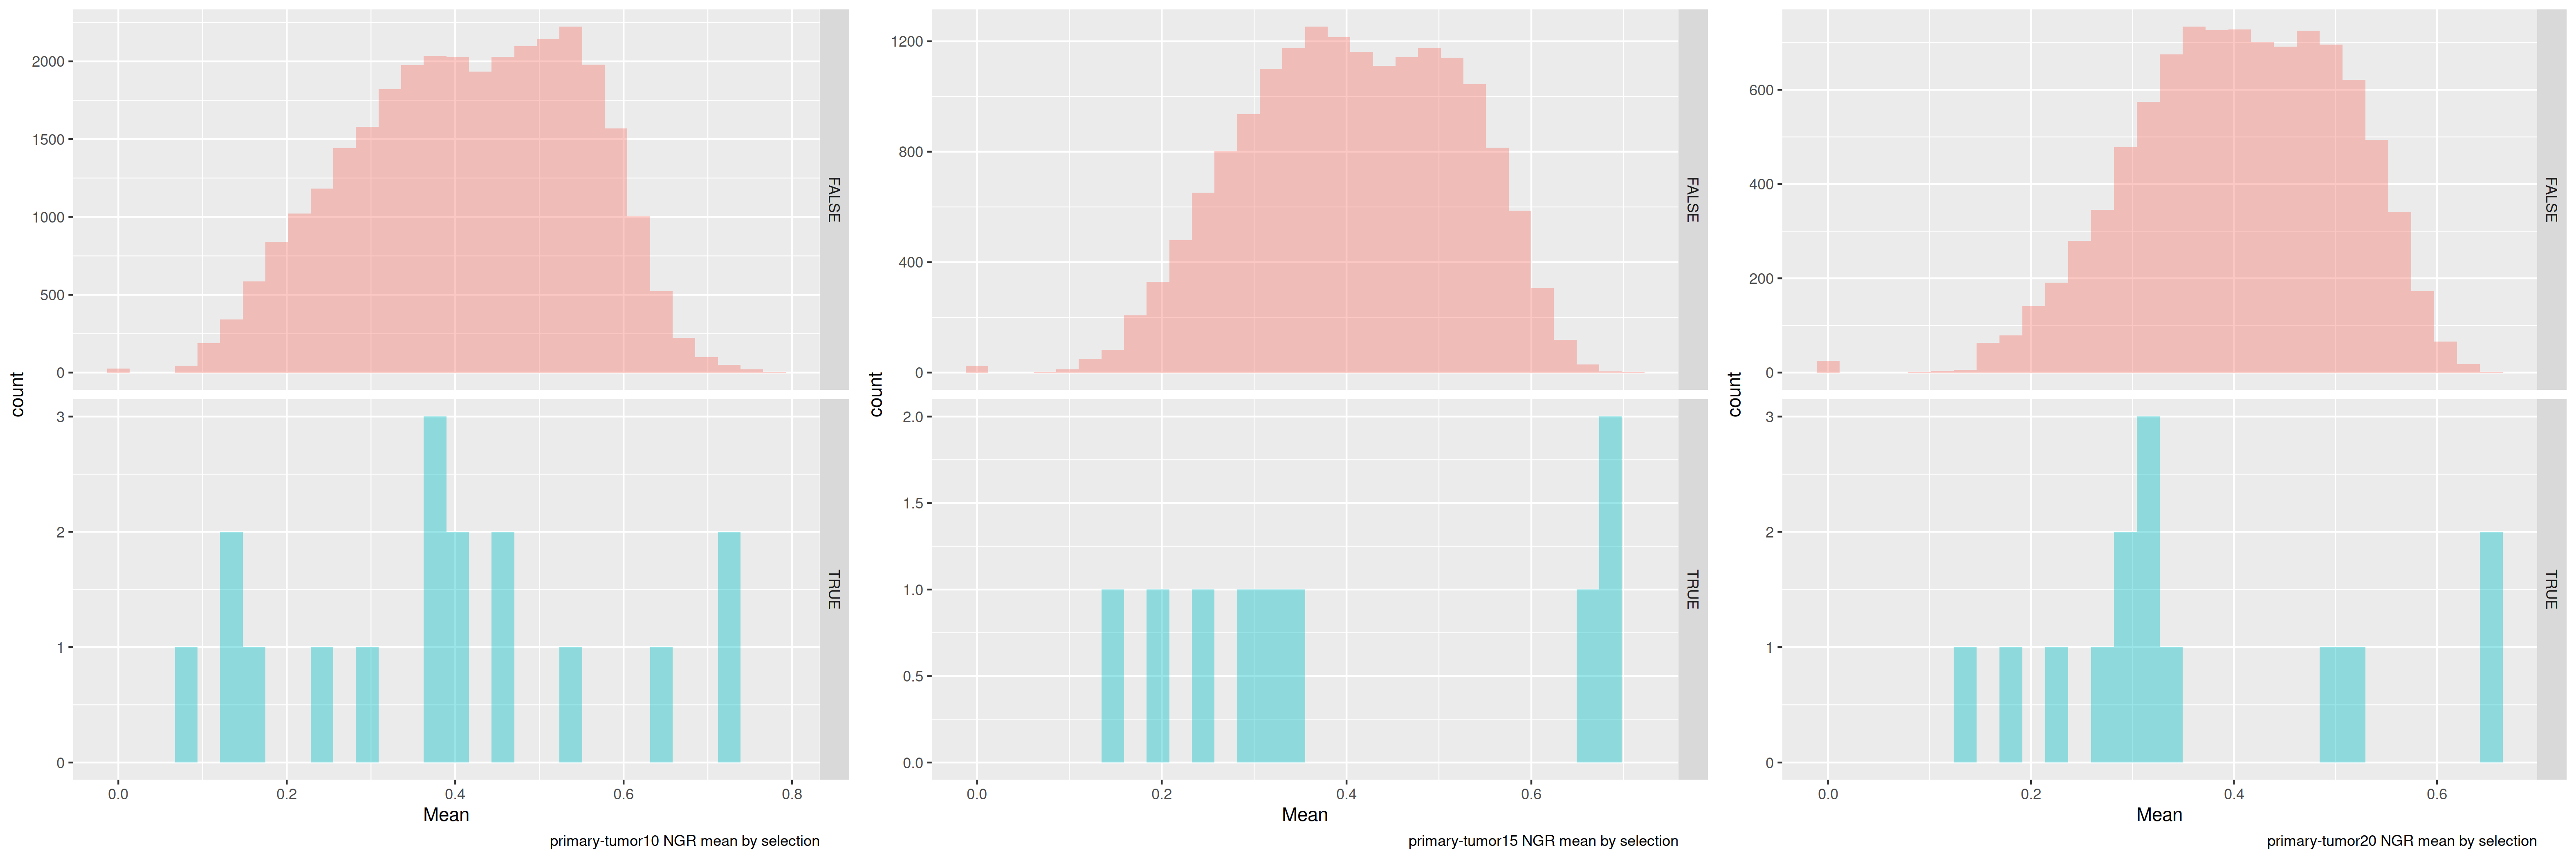 count
2000
1500
1000
500
0
FALSE
3
2
1
0
TRUE
0.0 0.2 0.4 0.6 0.8
Mean
primary-tumor10 NGR mean by selection
count
1200
800
400
0
FALSE
2.0
1.5
1.0
0.5
0.0
TRUE
0.0 0.2 0.4 0.6
Mean
primary-tumor15 NGR mean by selection
count
600
400
200
0
FALSE
3
2
1
0
TRUE
0.0 0.2 0.4 0.6
Mean
primary-tumor20 NGR mean by selection